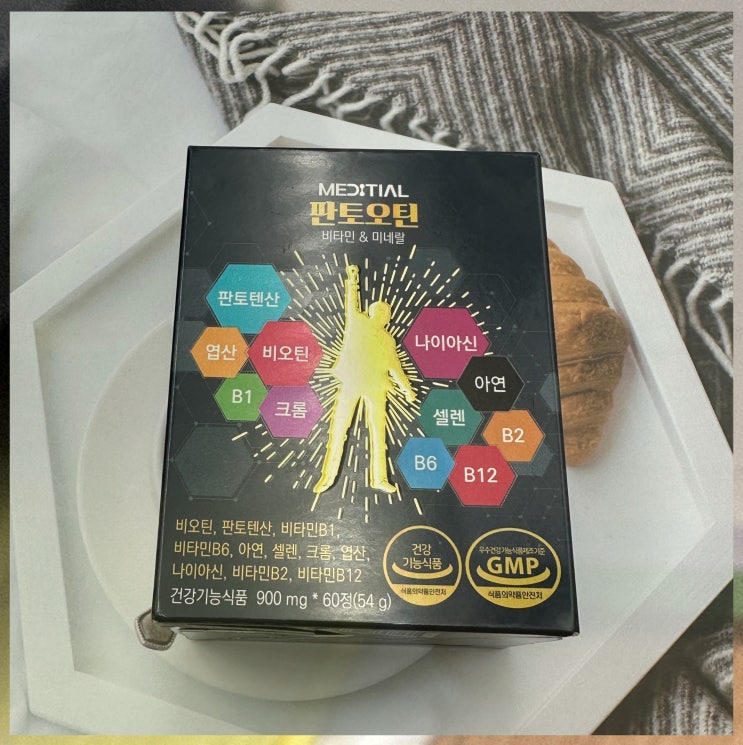 MEDITIAL
판토오틴
비타민 & 미네랄
판토텐산
엽산
비오틴
B1
크롬
나이아신
아연
셀렌
B2
B6
B12
비오틴, 판토텐산, 비타민B1,
비타민B6, 아연, 셀렌, 크롬, 엽산,
나이아신, 비타민B2, 비타민B12
건강기능식품 900 mg * 60정(54 g)
건강
기능식품
식품의약품안전처
우수건강기능식품제조기준
GMP
식품의약품안전처